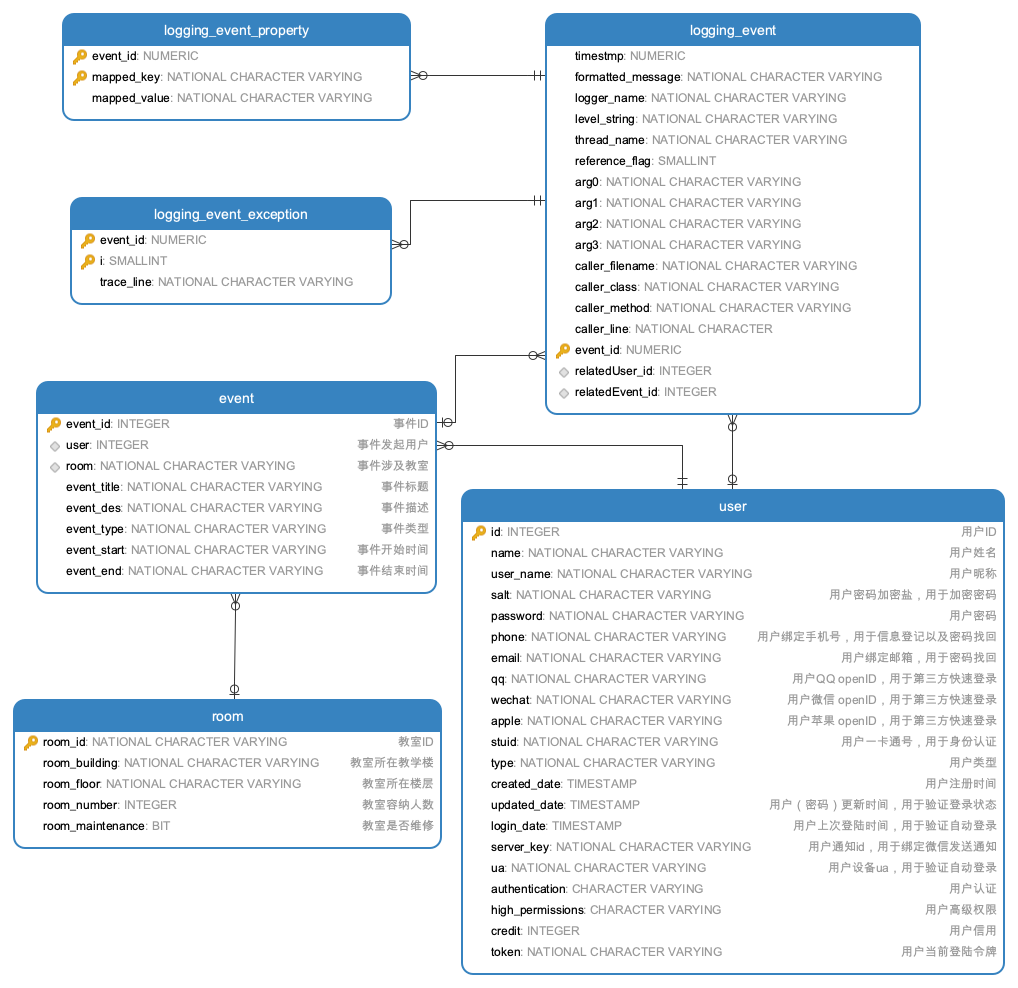 logging_event_property
event_id: NUMERIC
mapped_key: NATIONAL CHARACTER VARYING
mapped_value: NATIONAL CHARACTER VARYING
logging_event
timestmp: NUMERIC
formatted_message: NATIONAL CHARACTER VARYING
logger_name: NATIONAL CHARACTER VARYING
level_string: NATIONAL CHARACTER VARYING
thread_name: NATIONAL CHARACTER VARYING
reference_flag: SMALLINT
arg0: NATIONAL CHARACTER VARYING
arg1: NATIONAL CHARACTER VARYING
arg2: NATIONAL CHARACTER VARYING
arg3: NATIONAL CHARACTER VARYING
caller_filename: NATIONAL CHARACTER VARYING
caller_class: NATIONAL CHARACTER VARYING
caller_method: NATIONAL CHARACTER VARYING
caller_line: NATIONAL CHARACTER
event_id: NUMERIC
relatedUser_id: INTEGER
relatedEvent_id: INTEGER
logging_event_exception
event_id: NUMERIC
i: SMALLINT
trace_line: NATIONAL CHARACTER VARYING
event
event_id: INTEGER 事件ID
user: INTEGER 事件发起用户
room: NATIONAL CHARACTER VARYING 事件涉及教室
event_title: NATIONAL CHARACTER VARYING 事件标题
event_des: NATIONAL CHARACTER VARYING 事件描述
event_type: NATIONAL CHARACTER VARYING 事件类型
event_start: NATIONAL CHARACTER VARYING 事件开始时间
event_end: NATIONAL CHARACTER VARYING 事件结束时间
user
id: INTEGER 用户ID
name: NATIONAL CHARACTER VARYING 用户姓名
user_name: NATIONAL CHARACTER VARYING 用户昵称
salt: NATIONAL CHARACTER VARYING 用户密码加密盐，用于加密密码
password: NATIONAL CHARACTER VARYING 用户密码
phone: NATIONAL CHARACTER VARYING 用户绑定手机号，用于信息登记以及密码找回
email: NATIONAL CHARACTER VARYING 用户绑定邮箱，用于密码找回
qq: NATIONAL CHARACTER VARYING 用户QQ openID，用于第三方快速登录
wechat: NATIONAL CHARACTER VARYING 用户微信 openID，用于第三方快速登录
apple: NATIONAL CHARACTER VARYING 用户苹果 openID，用于第三方快速登录
stuid: NATIONAL CHARACTER VARYING 用户一卡通号，用于身份认证
type: NATIONAL CHARACTER VARYING 用户类型
created_date: TIMESTAMP 用户注册时间
updated_date: TIMESTAMP 用户（密码）更新时间，用于验证登录状态
login_date: TIMESTAMP 用户上次登陆时间，用于验证自动登录
server_key: NATIONAL CHARACTER VARYING 用户通知id，用于绑定微信发送通知
ua: NATIONAL CHARACTER VARYING 用户设备ua，用于验证自动登录
authentication: CHARACTER VARYING 用户认证
high_permissions: CHARACTER VARYING 用户高级权限
credit: INTEGER 用户信用
token: NATIONAL CHARACTER VARYING 用户当前登陆令牌
room
room_id: NATIONAL CHARACTER VARYING 教室ID
room_building: NATIONAL CHARACTER VARYING 教室所在教学楼
room_floor: NATIONAL CHARACTER VARYING 教室所在楼层
room_number: INTEGER 教室容纳人数
room_maintenance: BIT 教室是否维修